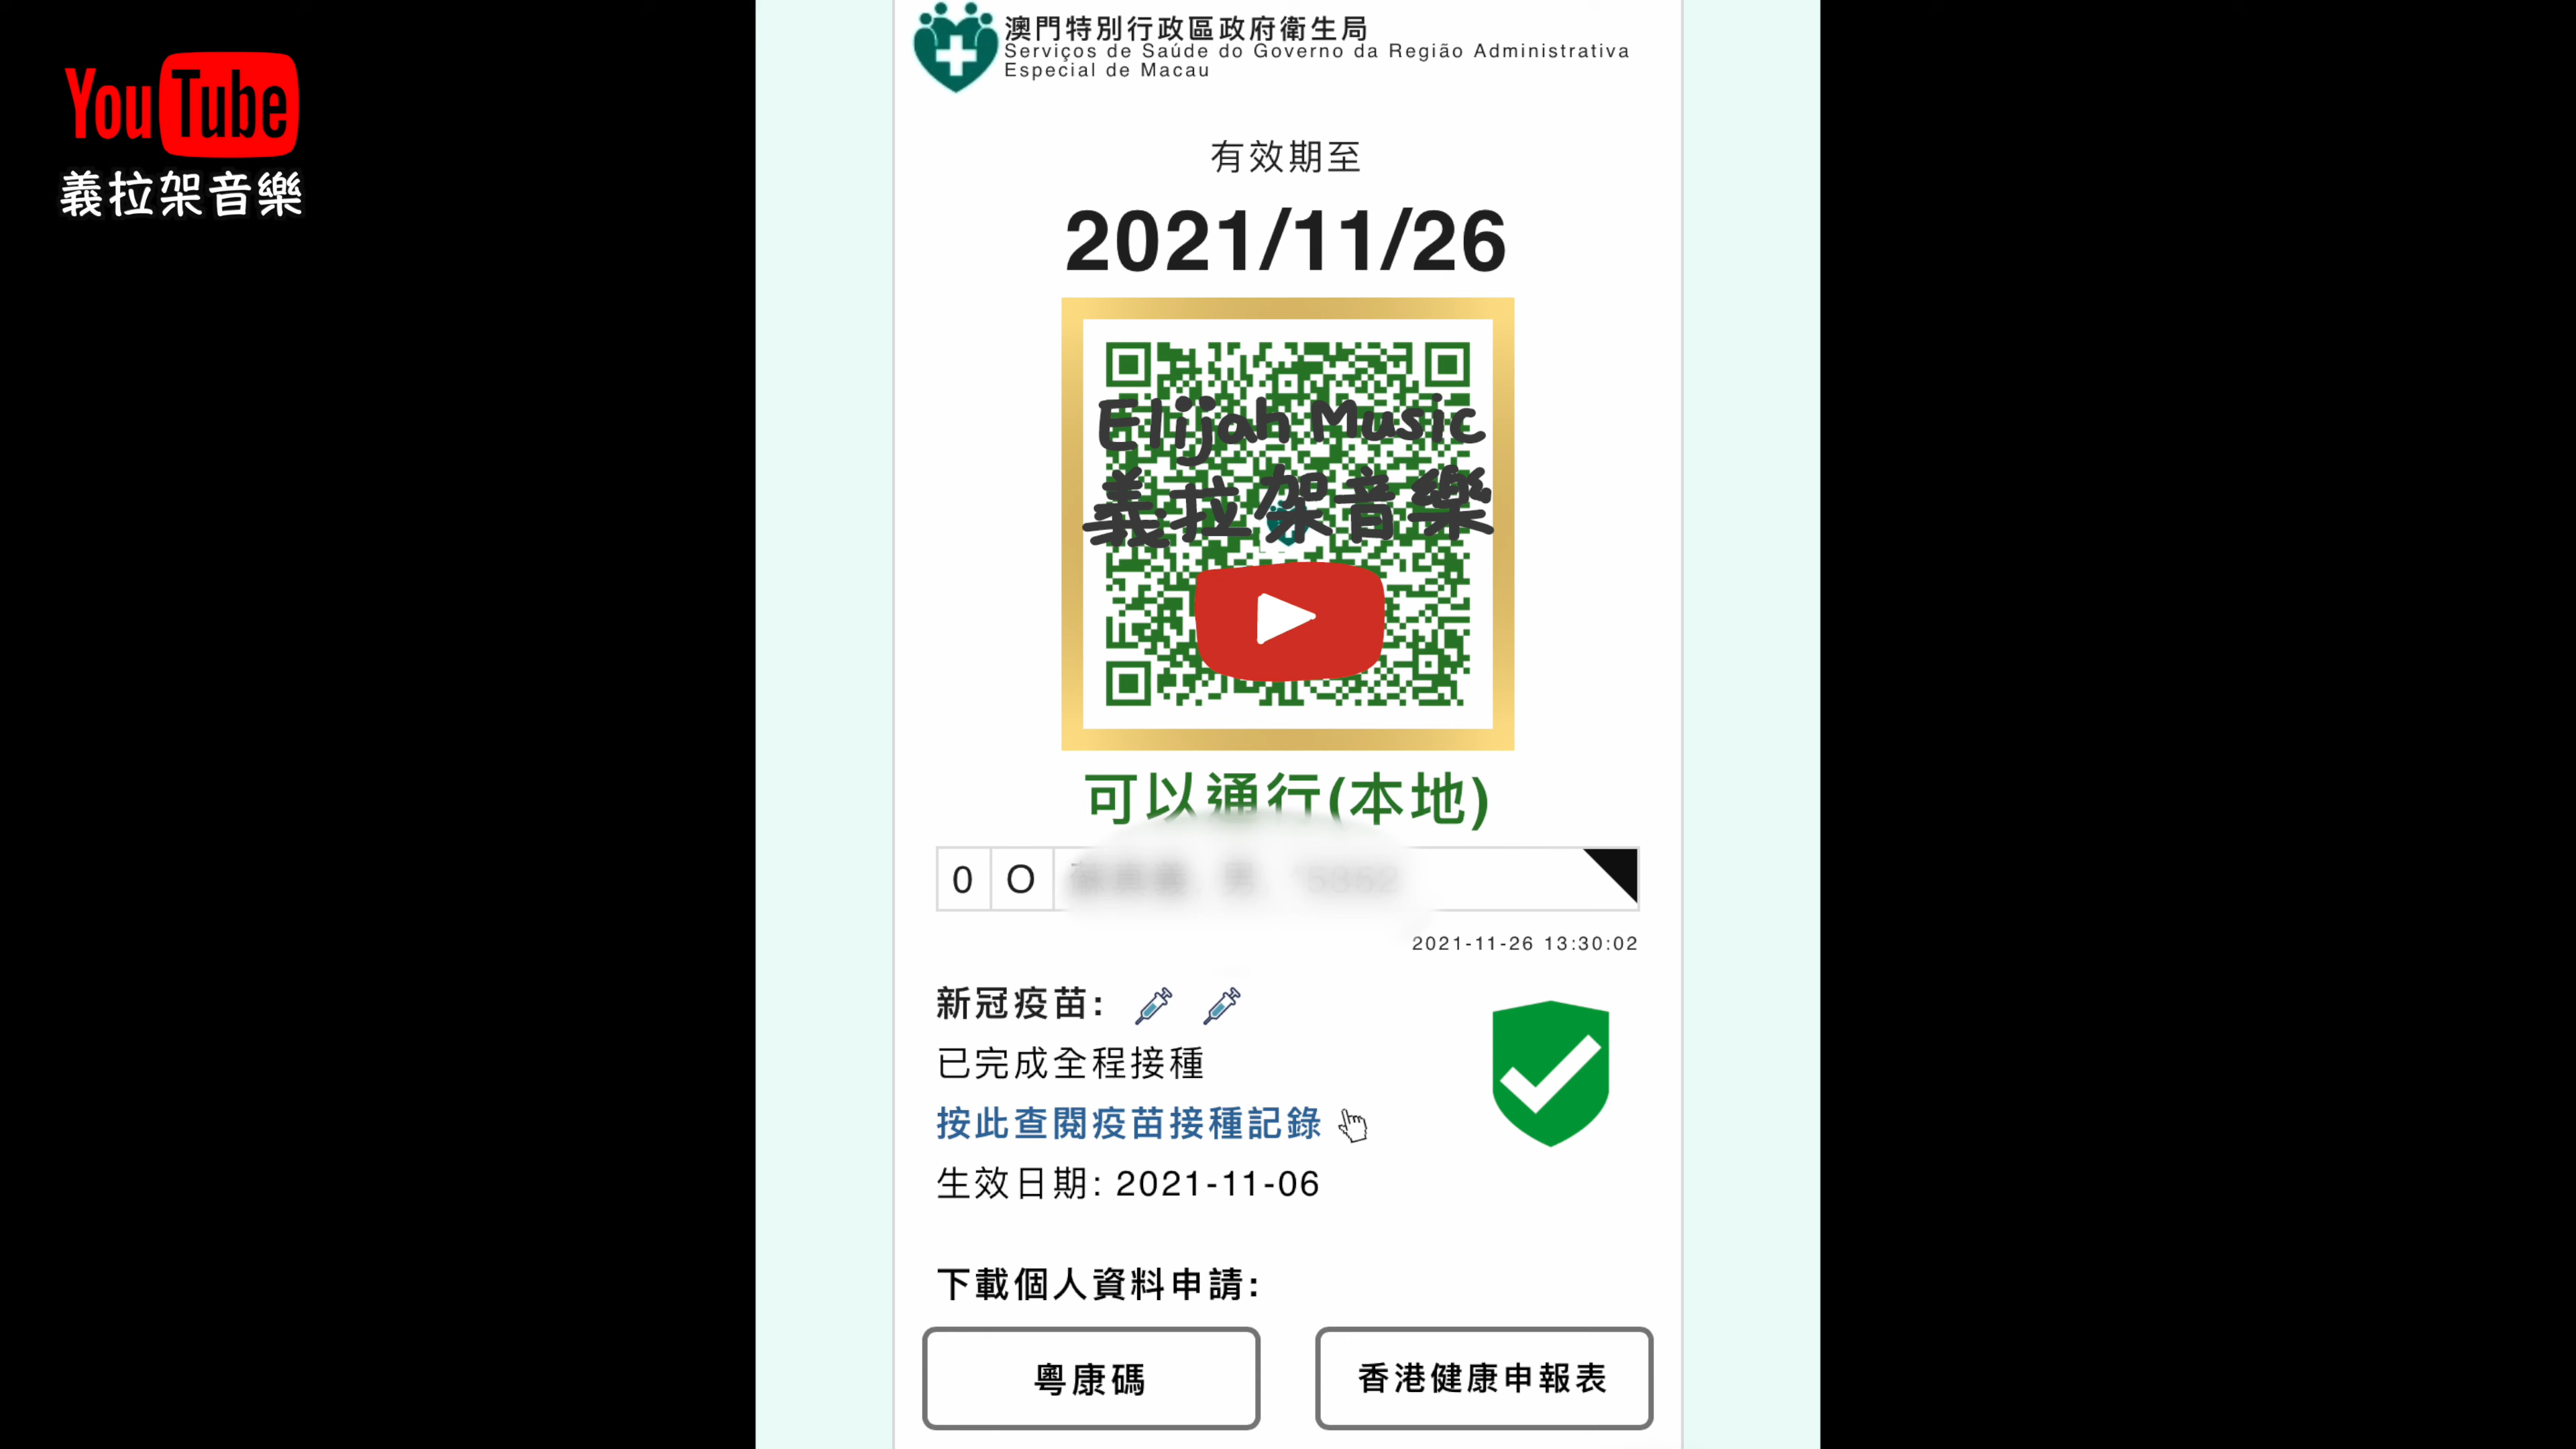 YouTube
義拉架音樂
澳門特別行政區政府衛生局
Serviços de Saúde do Governo da Região Administrativa
Especial de Macau
有效期至
2021/11/26
Elijah Music
義拉架音樂
可以通行(本地)
0 O
2021-11-26 13:30:02
新冠疫苗:
已完成全程接種
按此查閱疫苗接種記錄
生效日期: 2021-11-06
下載個人資料申請:
粵康碼
香港健康申報表